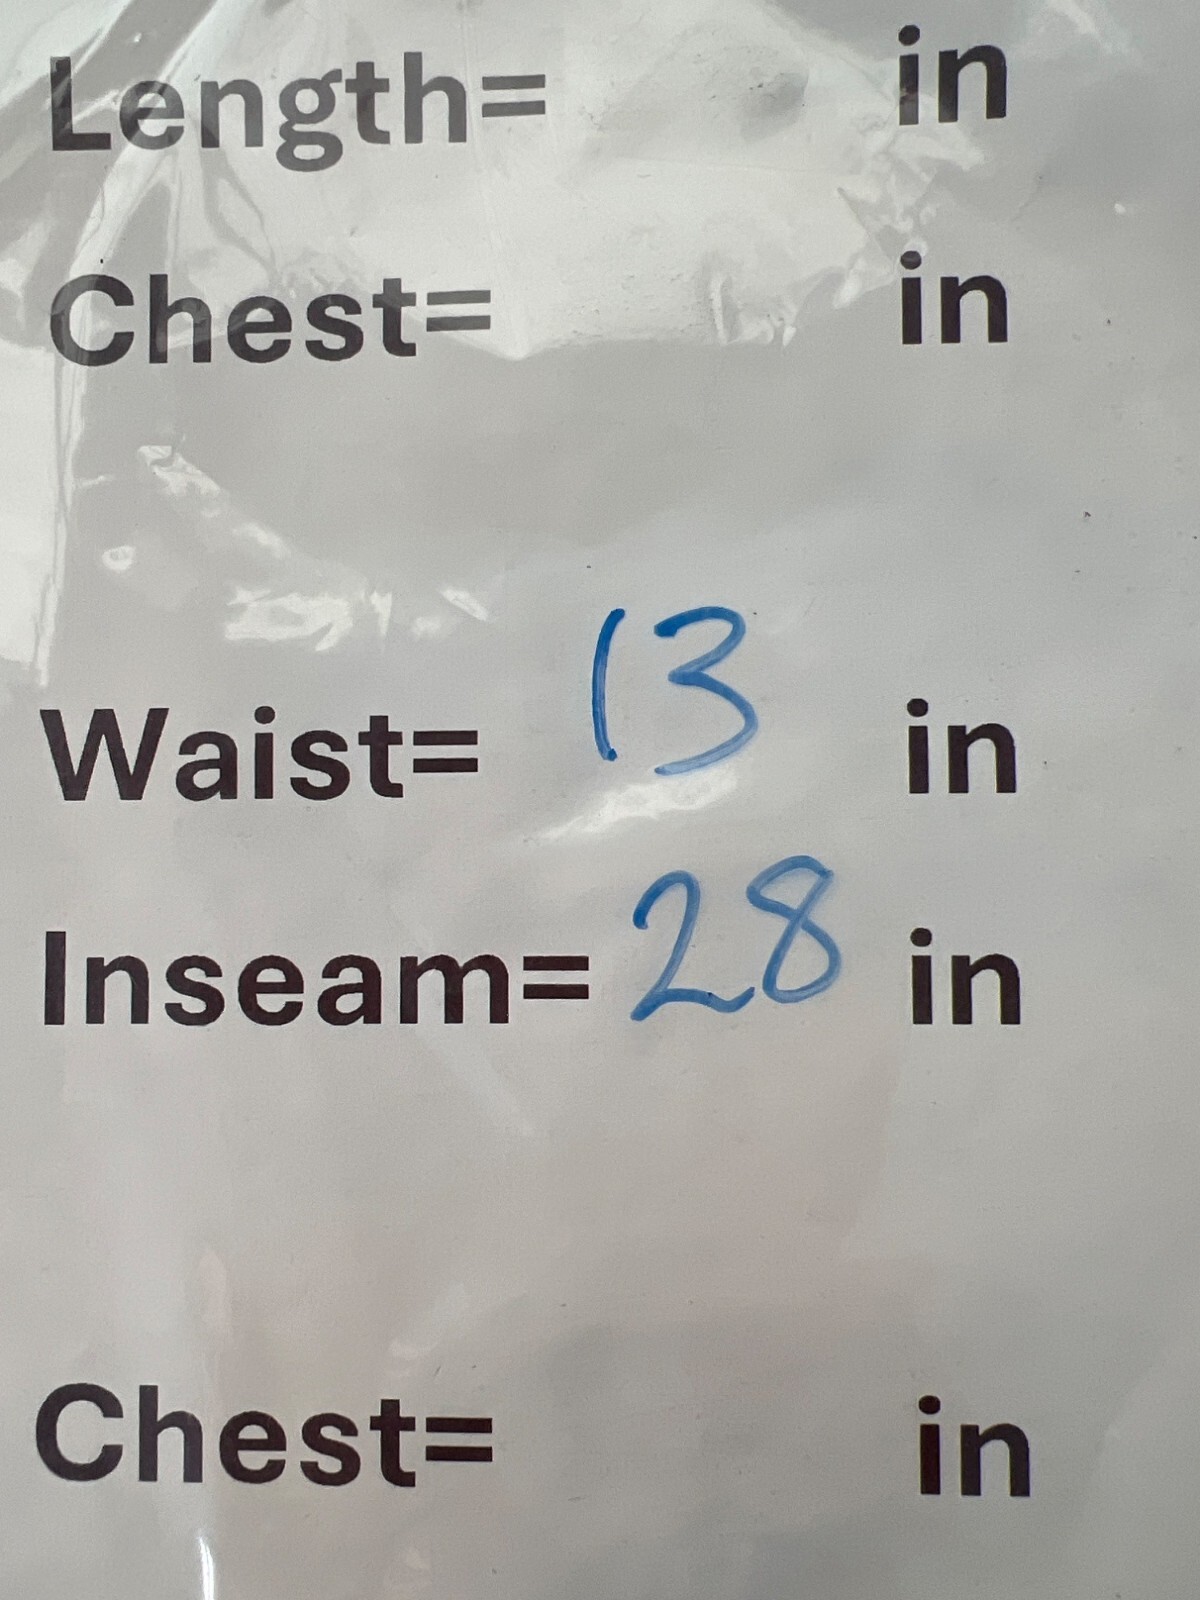 Length= in
Chest= in
Waist= 13 in
Inseam= 28 in
Chest= in